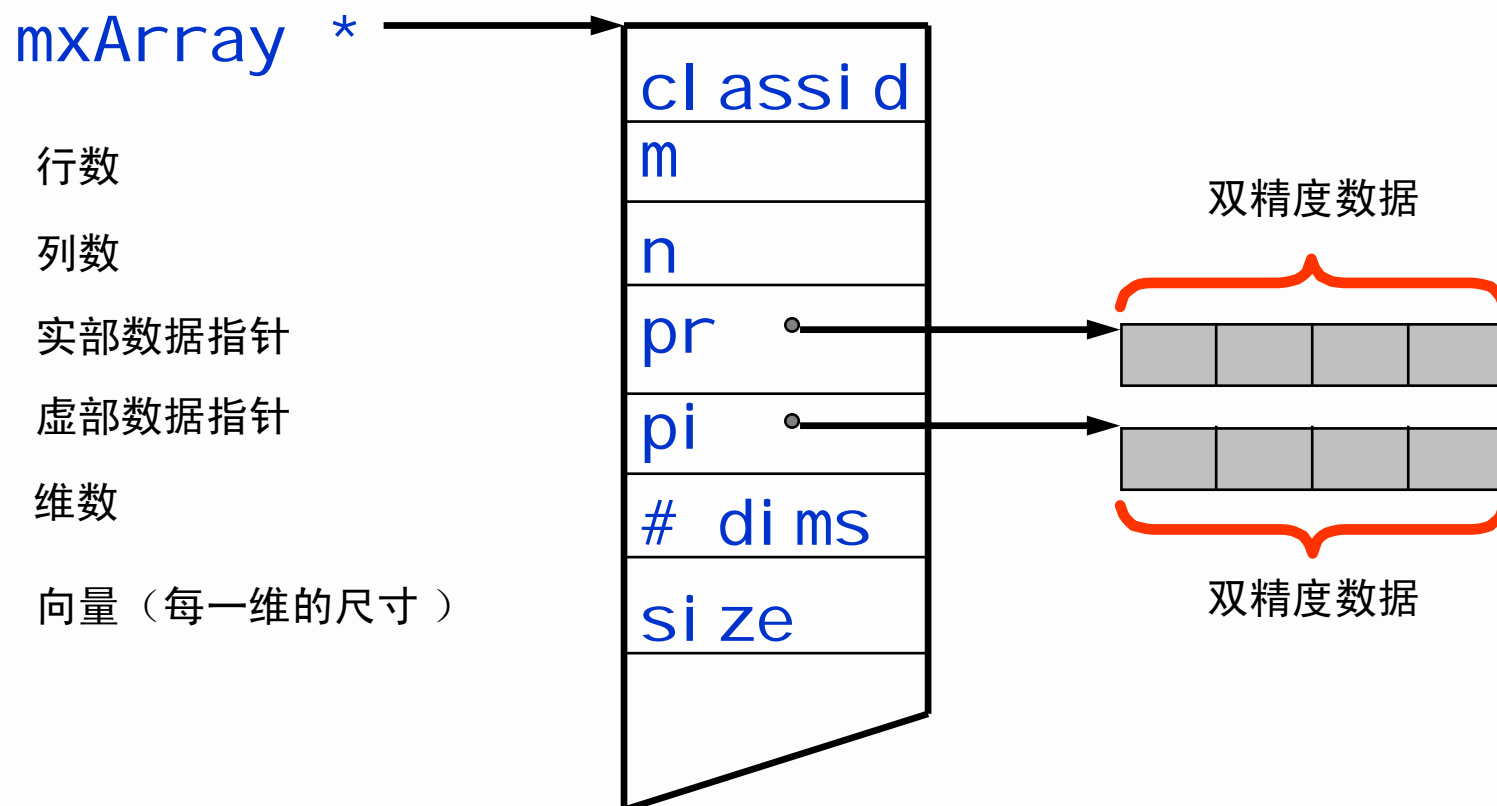 mxArray *
classid
行数
m
双精度数据
列数
n
实部数据指针
pr
虚部数据指针
pi
维数
# dims
向量（每一维的尺寸 ）
size
双精度数据